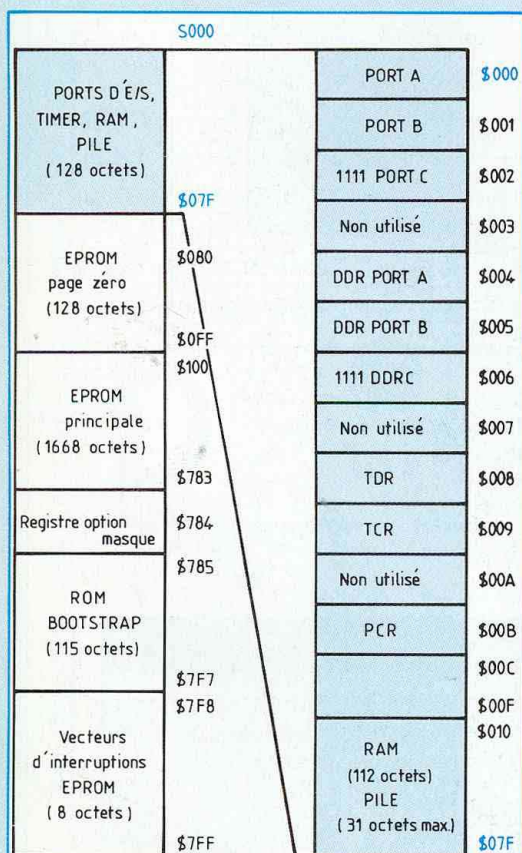 $000
PORTS D'E/S,
TIMER, RAM,
PILE
(128 octets)
$07F
EPROM
page zéro
(128 octets)
$080
$0FF
EPROM
principale
(1668 octets)
$100
$783
Registre option
masque
$784
ROM
BOOTSTRAP
(115 octets)
$785
$7F7
Vecteurs
d'interruptions
EPROM
(8 octets)
$7F8
$7FF
PORT A $000
PORT B $001
1111 PORT C $002
Non utilisé $003
DDR PORT A $004
DDR PORT B $005
1111 DDRC $006
Non utilisé $007
TDR $008
TCR $009
Non utilisé $00A
PCR $00B
$00C
$00F
$010
RAM
(112 octets)
PILE
(31 octets max.)
$07F